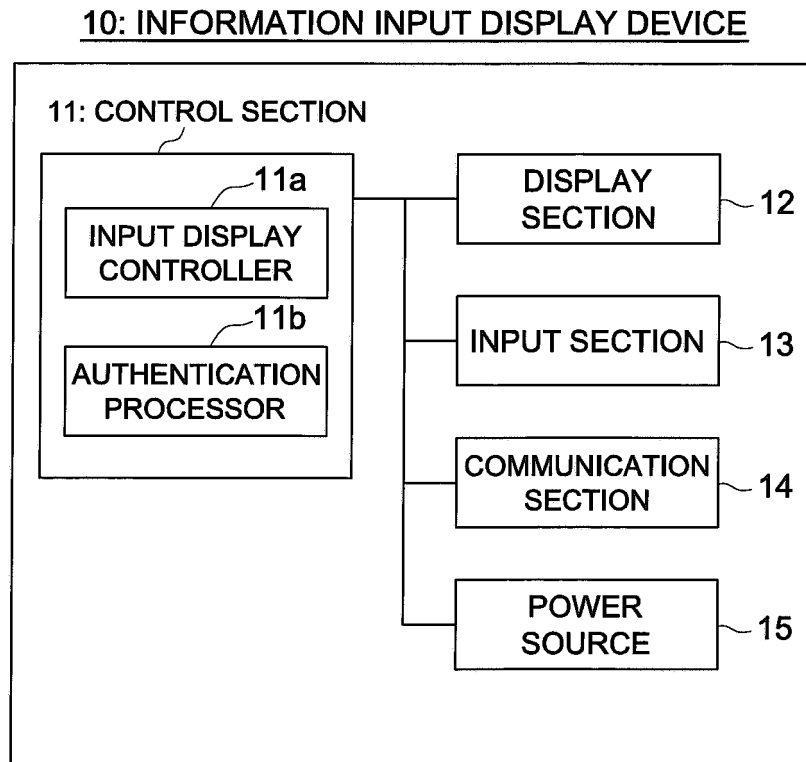 10: INFORMATION INPUT DISPLAY DEVICE
11: CONTROL SECTION
11a
INPUT DISPLAY
CONTROLLER
11b
AUTHENTICATION
PROCESSOR
DISPLAY
SECTION
12
INPUT SECTION
13
COMMUNICATION
SECTION
14
POWER
SOURCE
15